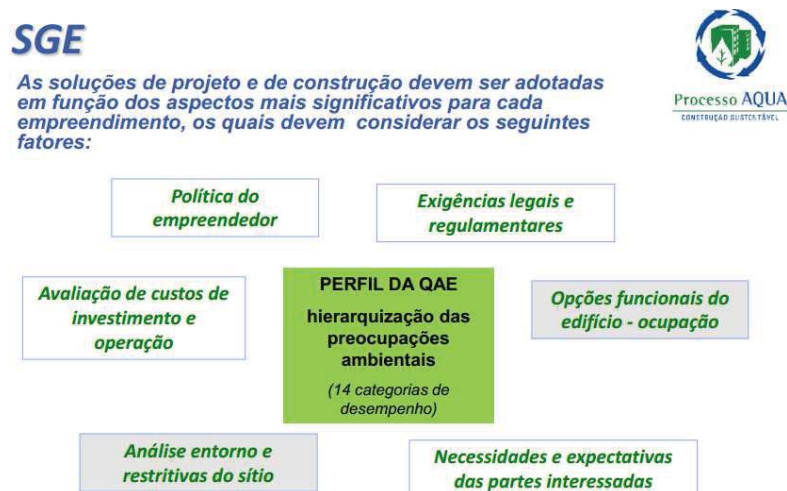 SGE
As soluções de projeto e de construção devem ser adotadas
em função dos aspectos mais significativos para cada
empreendimento, os quais devem considerar os seguintes
fatores:
Processo AQUA
CONSTRUÇÃO SUSTENTÁVEL
Política do
empreendedor
Exigências legais e
regulamentares
Avaliação de custos de
investimento e
operação
PERFIL DA QAE
hierarquização das
preocupações
ambientais
(14 categorias de
desempenho)
Opções funcionais do
edifício - ocupação
Análise entorno e
restritivas do sítio
Necessidades e expectativas
das partes interessadas